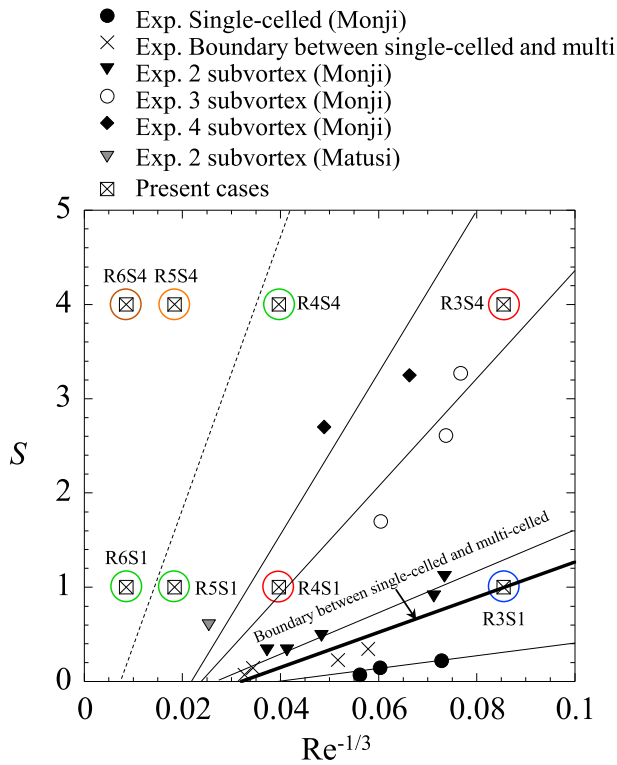 Exp. Single-celled (Monji)
Exp. Boundary between single-celled and multi
Exp. 2 subvortex (Monji)
Exp. 3 subvortex (Monji)
Exp. 4 subvortex (Monji)
Exp. 2 subvortex (Matusi)
Present cases
5
R6S4 R5S4
4
R4S4
R3S4
3
S
2
Boundary between single-celled and multi-celled
R6S1
1
R5S1
R4S1
R3S1
0
0 0.02 0.04 0.06 0.08 0.1
Re-1/3